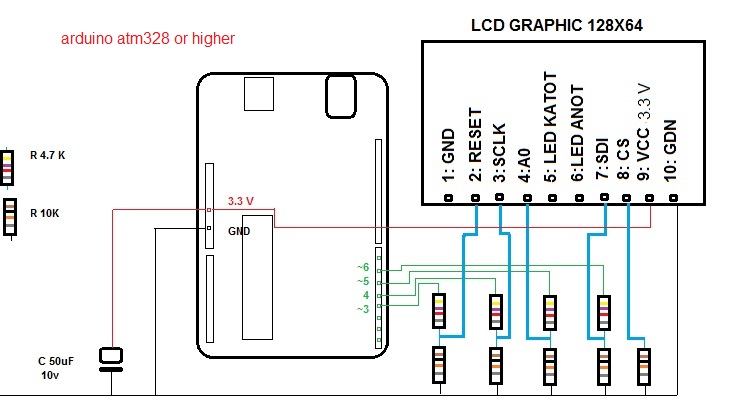 LCD GRAPHIC 128X64
arduino atm328 or higher
1: GND
2: RESET
3:SCLK
4:A0
5: LED KATOT
6:LED ANOT
7:SDI
8: CS
9: VCC 3.3 V
10: GDN
R 4.7 K
R 10K
3.3 V
GND
~6
~5
4
~3
C 50uF
10v